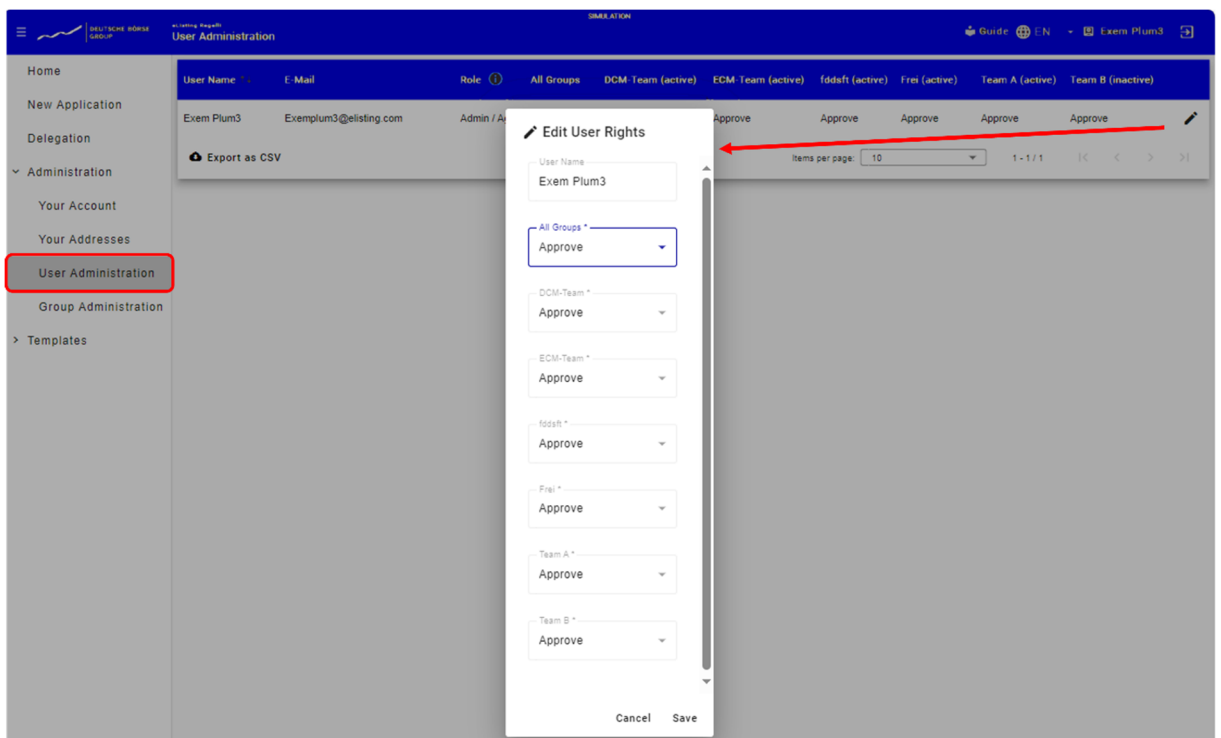 SIMULATION
DEUTSCHE BÖRSE
GROUP
eListing Regaflt
User Administration
Guide EN Exem Plum3
Home
New Application
Delegation
Administration
Your Account
Your Addresses
User Administration
Group Administration
Templates
User Name E-Mail Role All Groups DCM-Team (active) ECM-Team (active) fddsft (active) Frei (active) Team A (active) Team B (inactive)
Exem Plum3 Exemplum3@elisting.com Admin / Approve Approve Approve Approve Approve
Export as CSV Items per page: 10 1 - 1 / 1
Edit User Rights
User Name
Exem Plum3
All Groups *
Approve
DCM-Team *
Approve
ECM-Team *
Approve
fddsft *
Approve
Frei *
Approve
Team A *
Approve
Team B *
Approve
Cancel Save